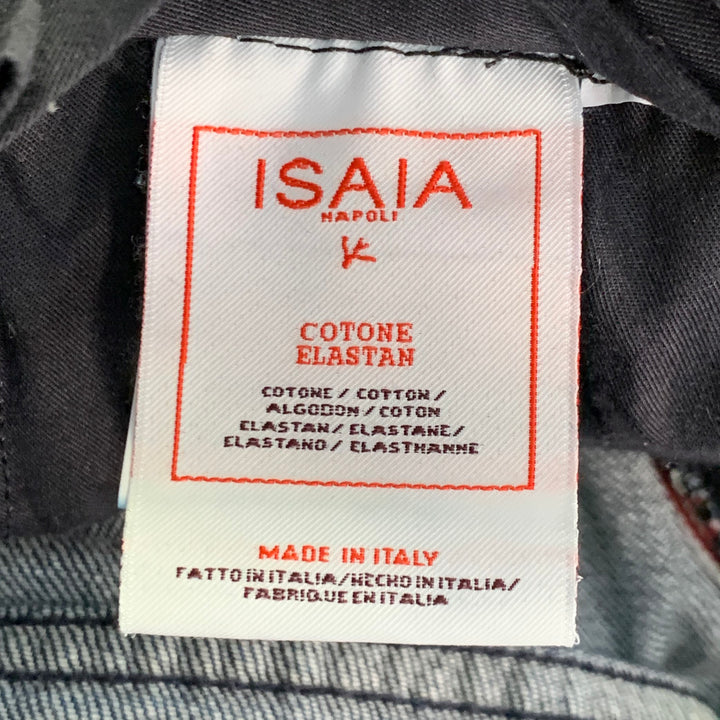 ISAIA
NAPOLI
COTONE
ELASTAN
COTONE / COTTON /
ALGODON / COTON
ELASTAN / ELASTANE /
ELASTANO / ELASTHANNE
MADE IN ITALY
FATTO IN ITALIA/HECHO IN ITALIA/
FABRIQUE EN ITALIA